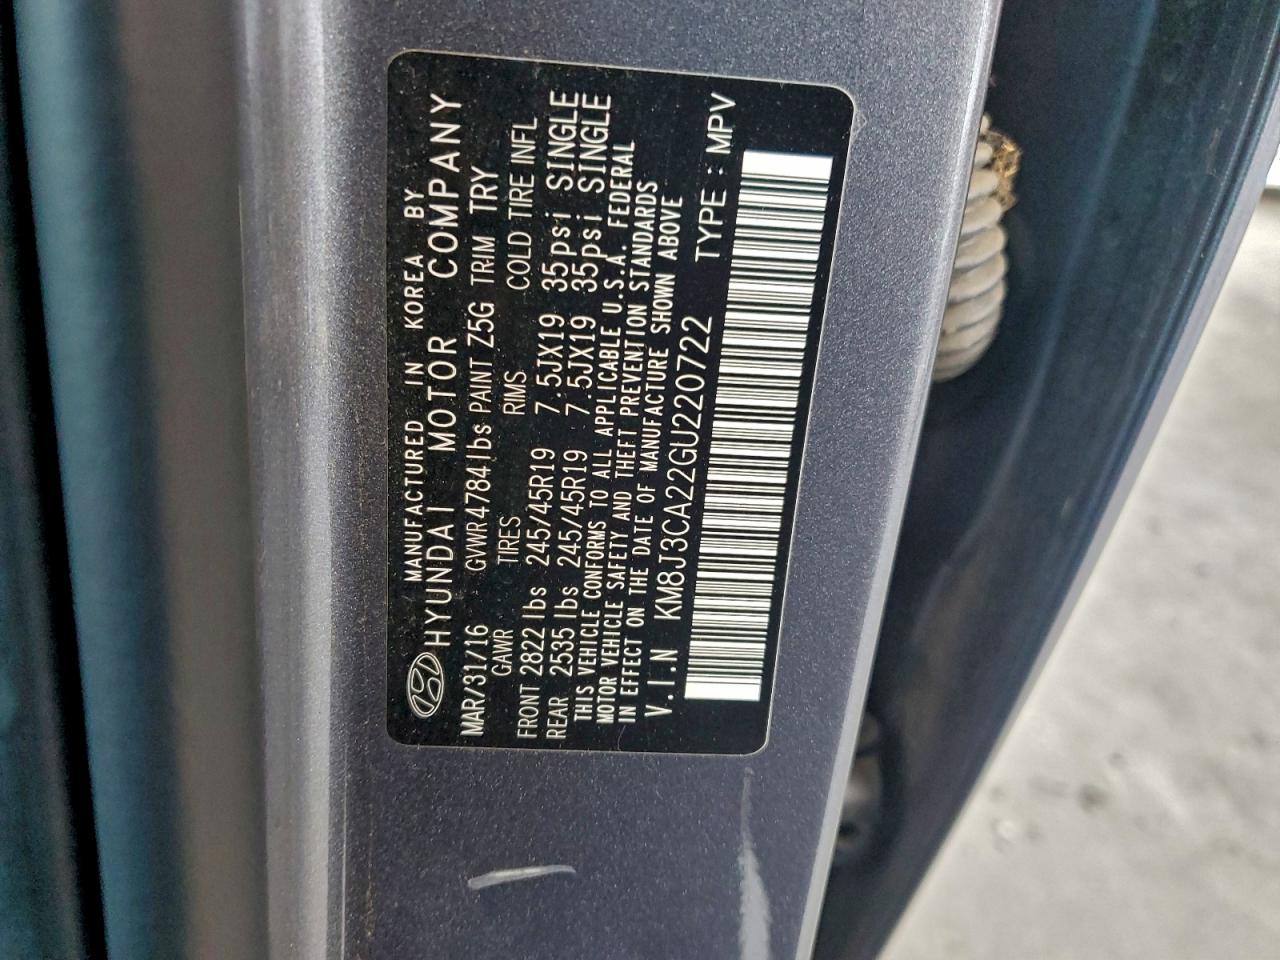 MANUFACTURED IN KOREA BY
HYUNDAI MOTOR COMPANY
MAR/31/16 GVWR 4784 lbs PAINT Z5G TRIM TRY
GAWR TIRES RIMS COLD TIRE INFL
FRONT 2822 lbs 245/45R19 7.5JX19 35psi SINGLE
REAR 2535 lbs 245/45R19 7.5JX19 35psi SINGLE
THIS VEHICLE CONFORMS TO ALL APPLICABLE U.S.A. FEDERAL
MOTOR VEHICLE SAFETY AND THEFT PREVENTION STANDARDS
IN EFFECT ON THE DATE OF MANUFACTURE SHOWN ABOVE
V.I.N KM8J3CA22GU220722 TYPE : MPV